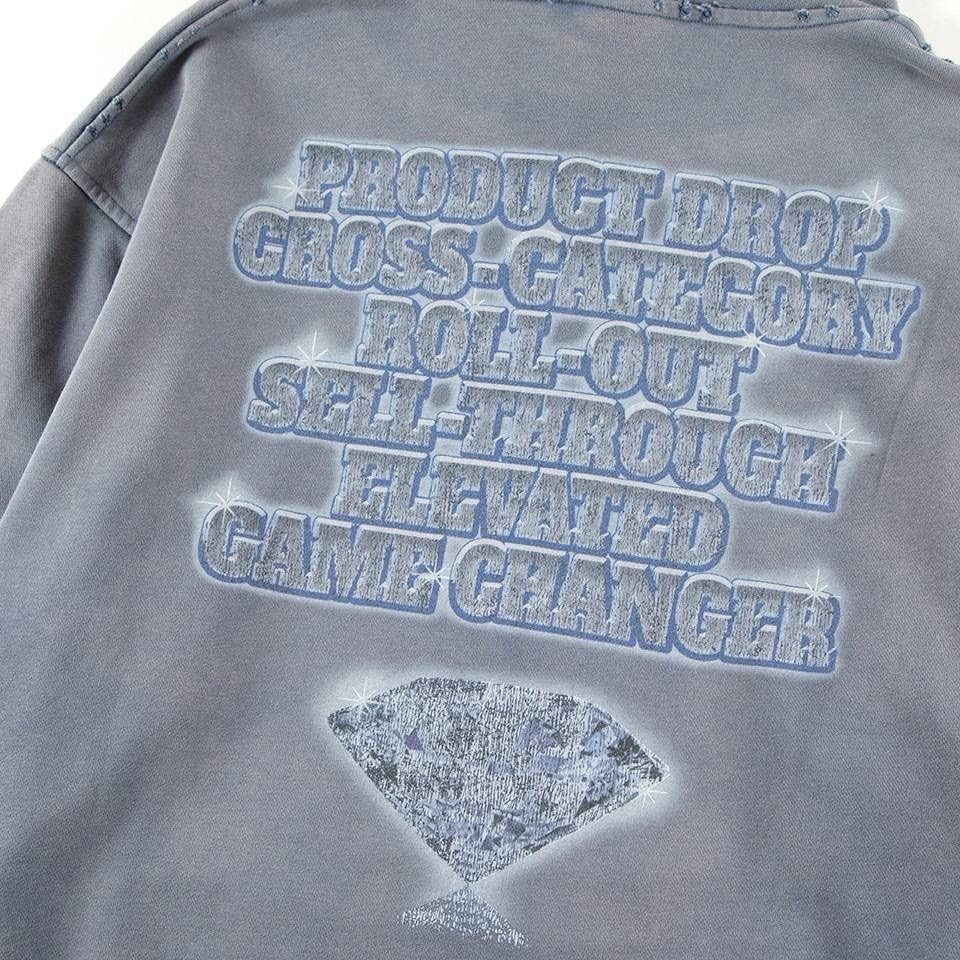 PRODUCT DROP
CROSS-CATEGORY
ROLL-OUT
SELL-THROUGH
ELEVATED
GAME CHANGER